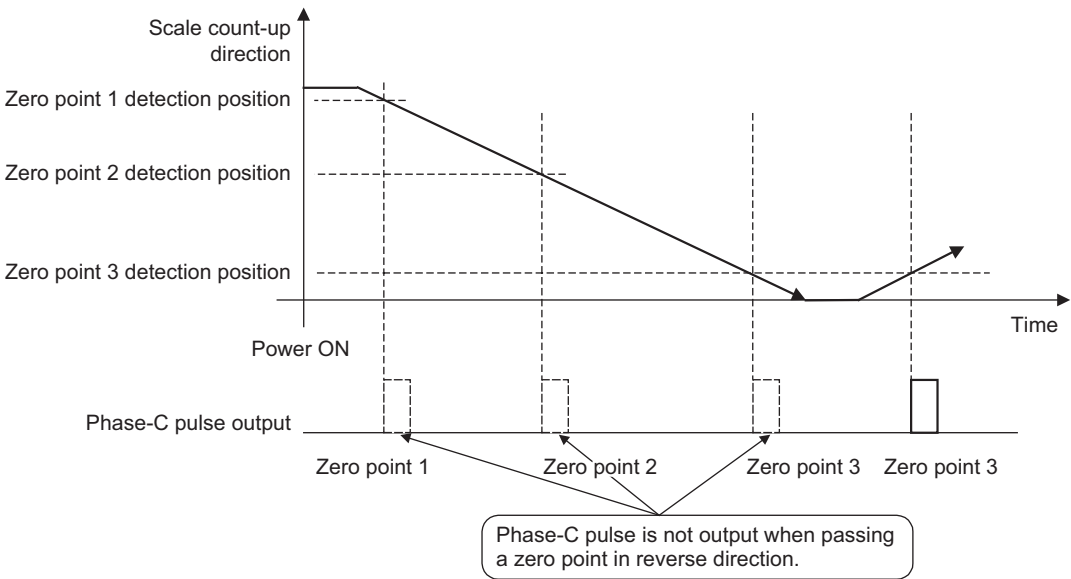 Scale count-up
direction
Zero point 1 detection position
Zero point 2 detection position
Zero point 3 detection position
Time
Power ON
Phase-C pulse output
Zero point 1
Zero point 2
Zero point 3
Zero point 3
Phase-C pulse is not output when passing
a zero point in reverse direction.